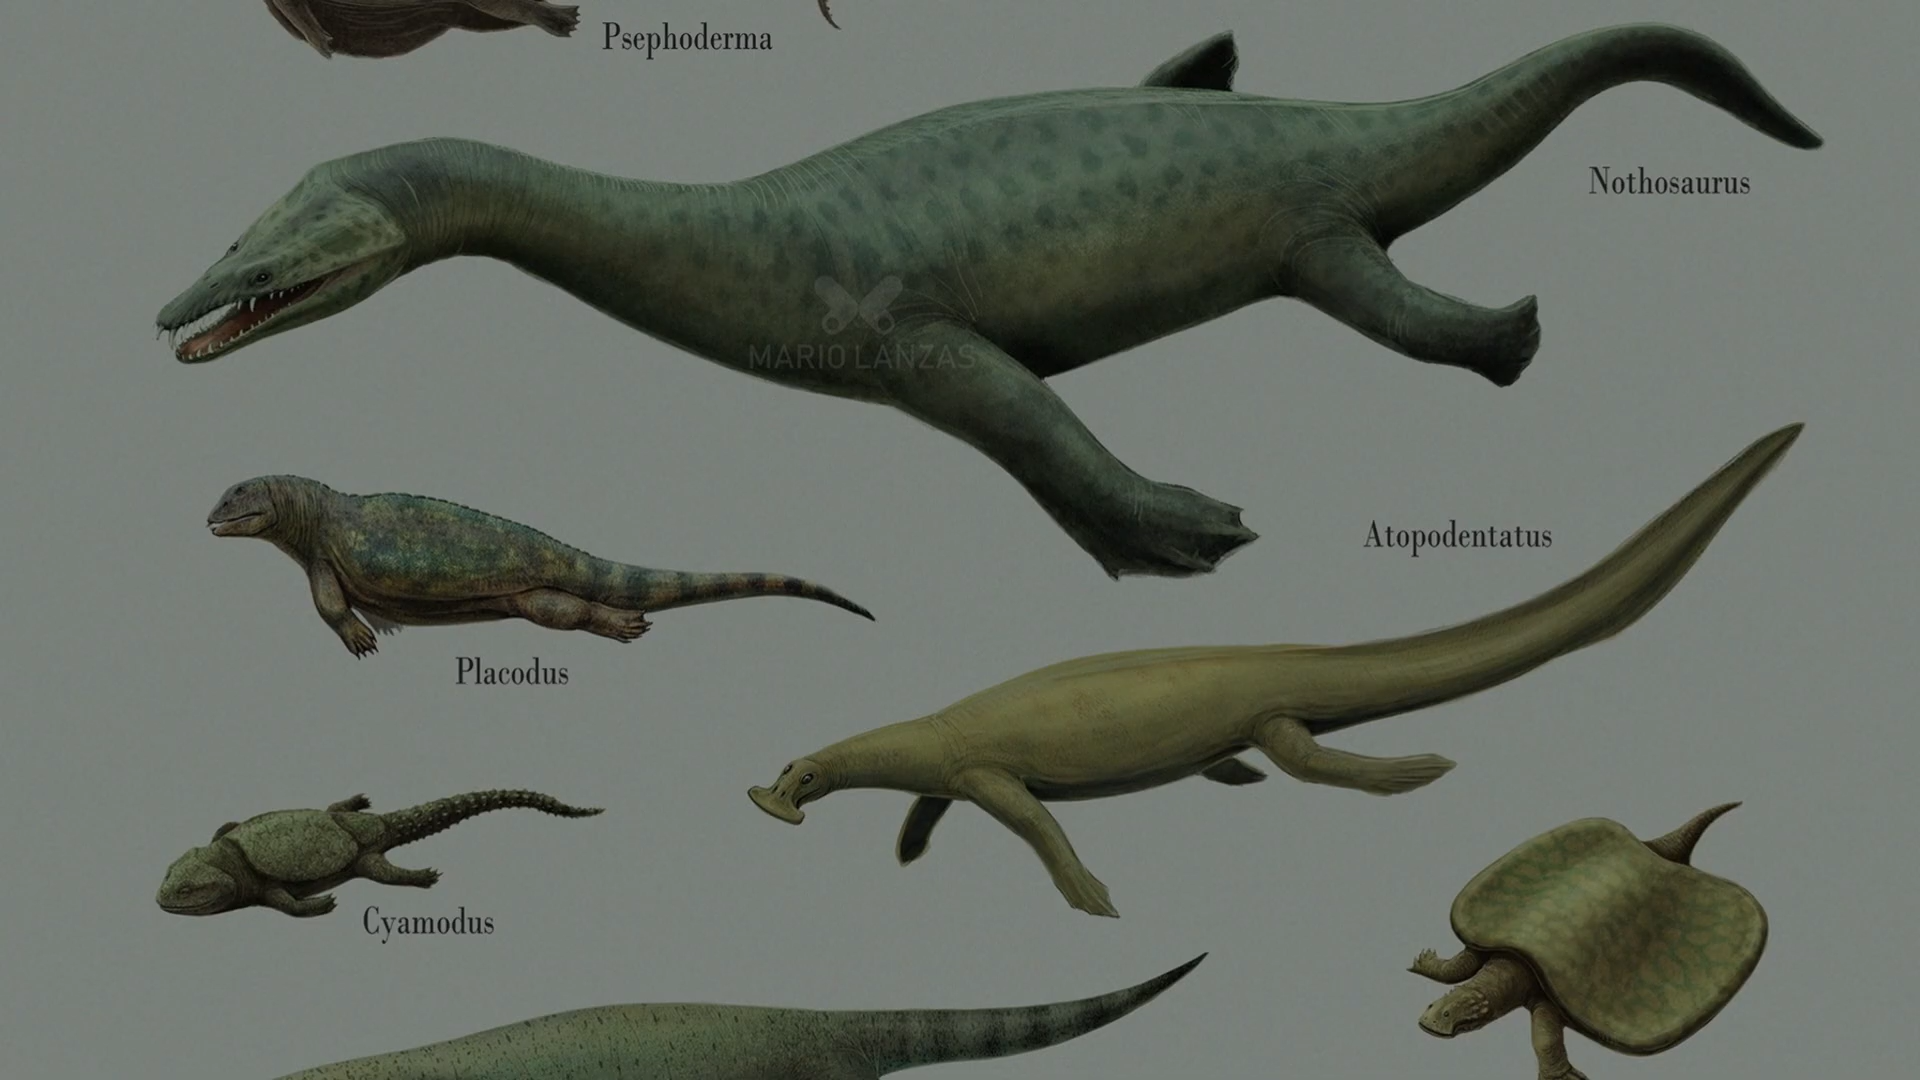 Psephoderma
Nothosaurus
MARIO LANZAS
Atopodentatus
Placodus
Cyamodus